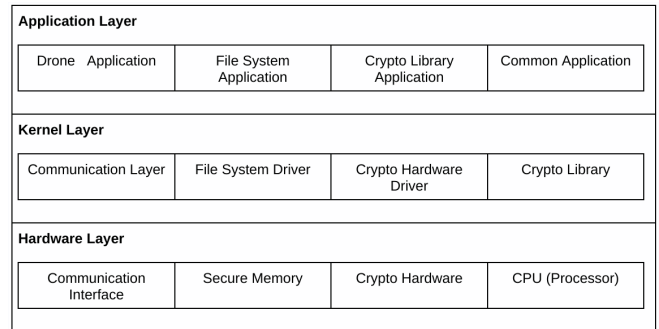 Application Layer
Drone Application
File System
Application
Crypto Library
Application
Common Application
Kernel Layer
Communication Layer
File System Driver
Crypto Hardware
Driver
Crypto Library
Hardware Layer
Communication
Interface
Secure Memory
Crypto Hardware
CPU (Processor)